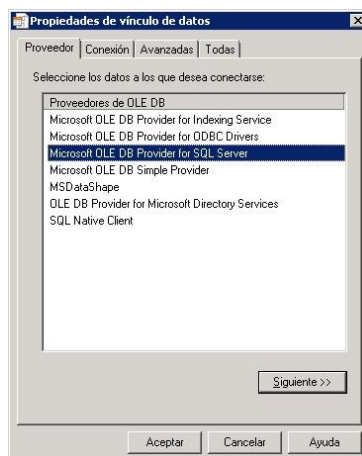 Propiedades de vínculo de datos
Proveedor Conexión Avanzadas Todas
Seleccione los datos a los que desea conectarse:
Proveedores de OLE DB
Microsoft OLE DB Provider for Indexing Service
Microsoft OLE DB Provider for ODBC Drivers
Microsoft OLE DB Provider for SQL Server
Microsoft OLE DB Simple Provider
MSDataShape
OLE DB Provider for Microsoft Directory Services
SQL Native Client
Siguiente >>
Aceptar Cancelar Ayuda